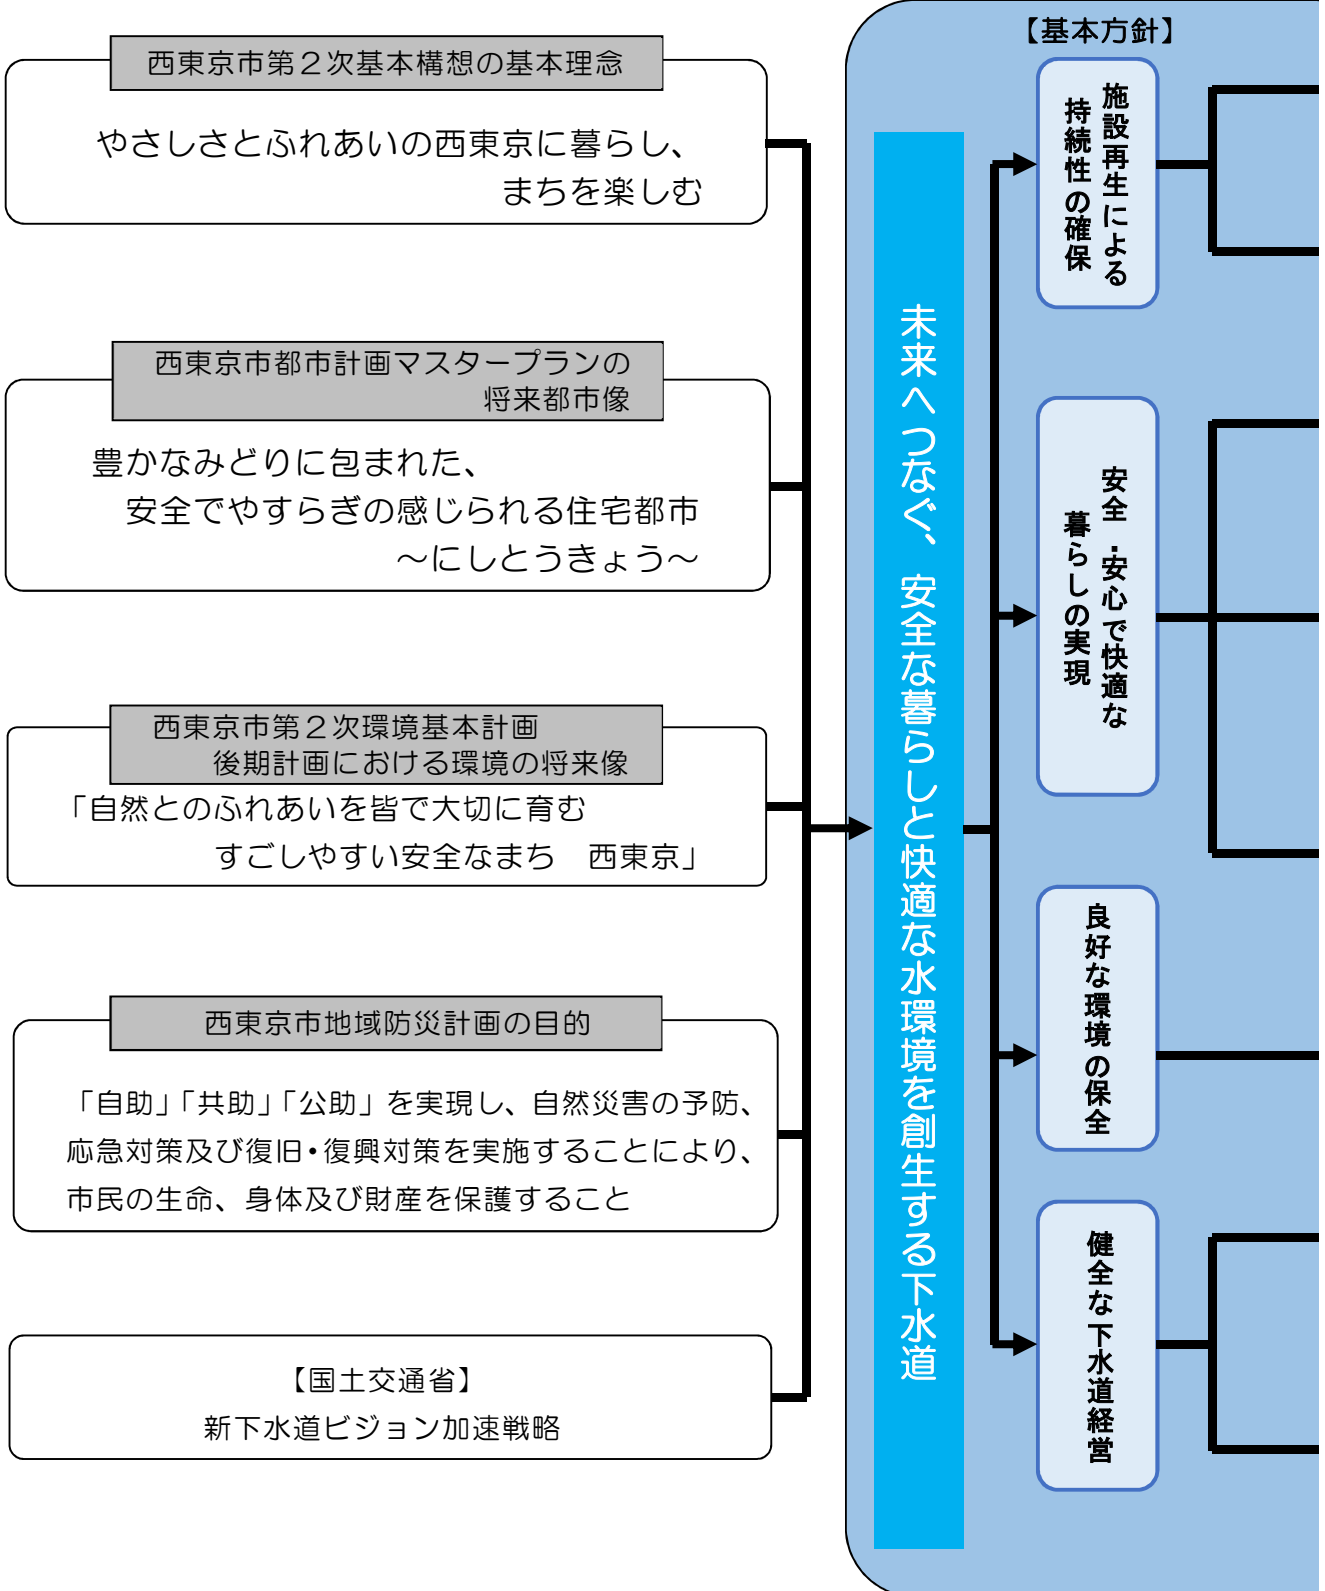 西東京市第２次基本構想の基本理念
やさしさとふれあいの西東京に暮らし、
まちを楽しむ
西東京市都市計画マスタープランの
将来都市像
豊かなみどりに包まれた、
安全でやすらぎの感じられる住宅都市
～にしとうきょう～
西東京市第２次環境基本計画
後期計画における環境の将来像
「自然とのふれあいを皆で大切に育む
すごしやすい安全なまち　西東京」
西東京市地域防災計画の目的
「自助」「共助」「公助」を実現し、自然災害の予防、
応急対策及び復旧・復興対策を実施することにより、
市民の生命、身体及び財産を保護すること
【国土交通省】
新下水道ビジョン加速戦略
未来へつなぐ、安全な暮らしと快適な水環境を創生する下水道
【基本方針】
施設再生による
持続性の確保
安全・安心で快適な
暮らしの実現
良好な環境の保全
健全な下水道経営